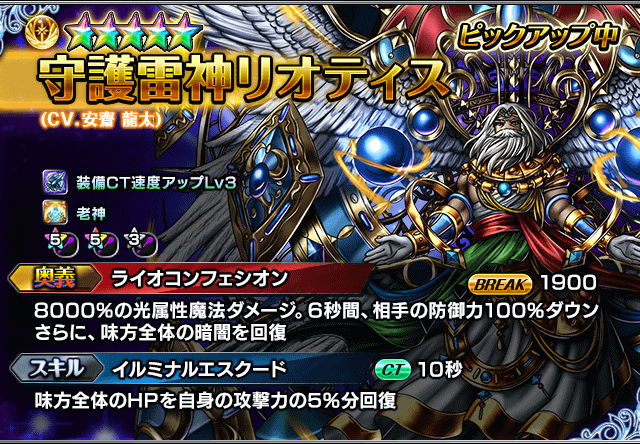 ピックアップ中
守護雷神リオティス
(CV.安齋 龍太)
装備CT速度アップLv3
老神
5 5 3
奥義 ライオコンフェシオン BREAK 1900
8000%の光属性魔法ダメージ。6秒間、相手の防御力100%ダウン
さらに、味方全体の暗闇を回復
スキル イルミナルエスクード CT 10秒
味方全体のHPを自身の攻撃力の5%分回復